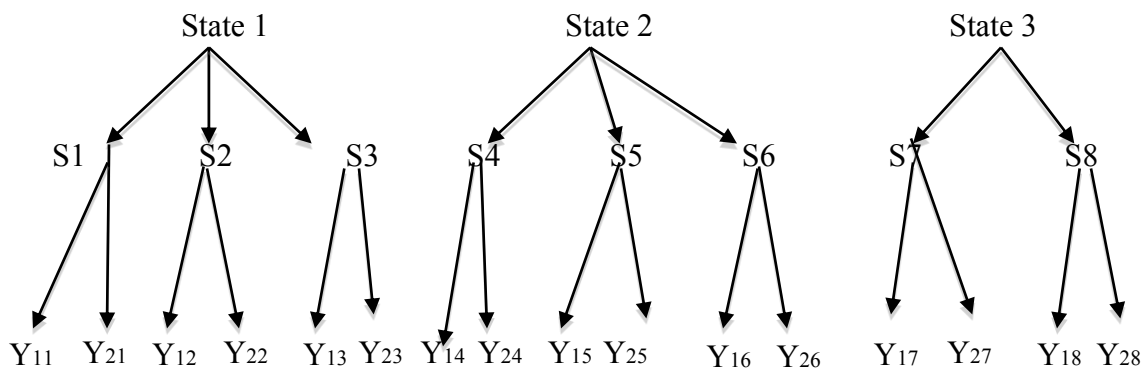 State 1 State 2 State 3
S1 S2 S3 S4 S5 S6 S7 S8
Y11 Y21 Y12 Y22 Y13 Y23 Y14 Y24 Y15 Y25 Y16 Y26 Y17 Y27 Y18 Y28